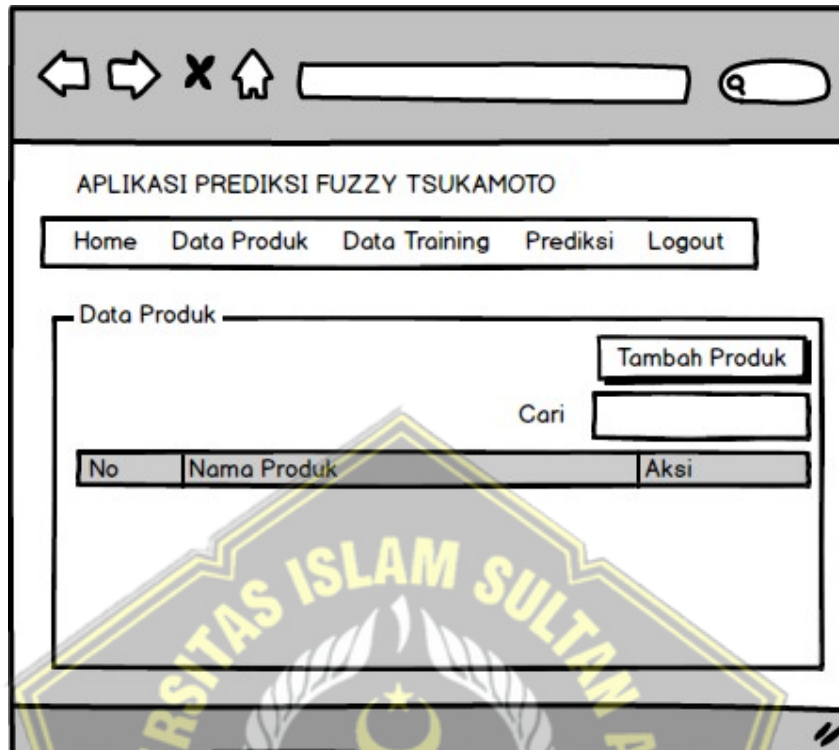 APLIKASI PREDIKSI FUZZY TSUKAMOTO
Home Data Produk Data Training Prediksi Logout
Data Produk
Tambah Produk
Cari
No Nama Produk Aksi
ISLAM SULTAN